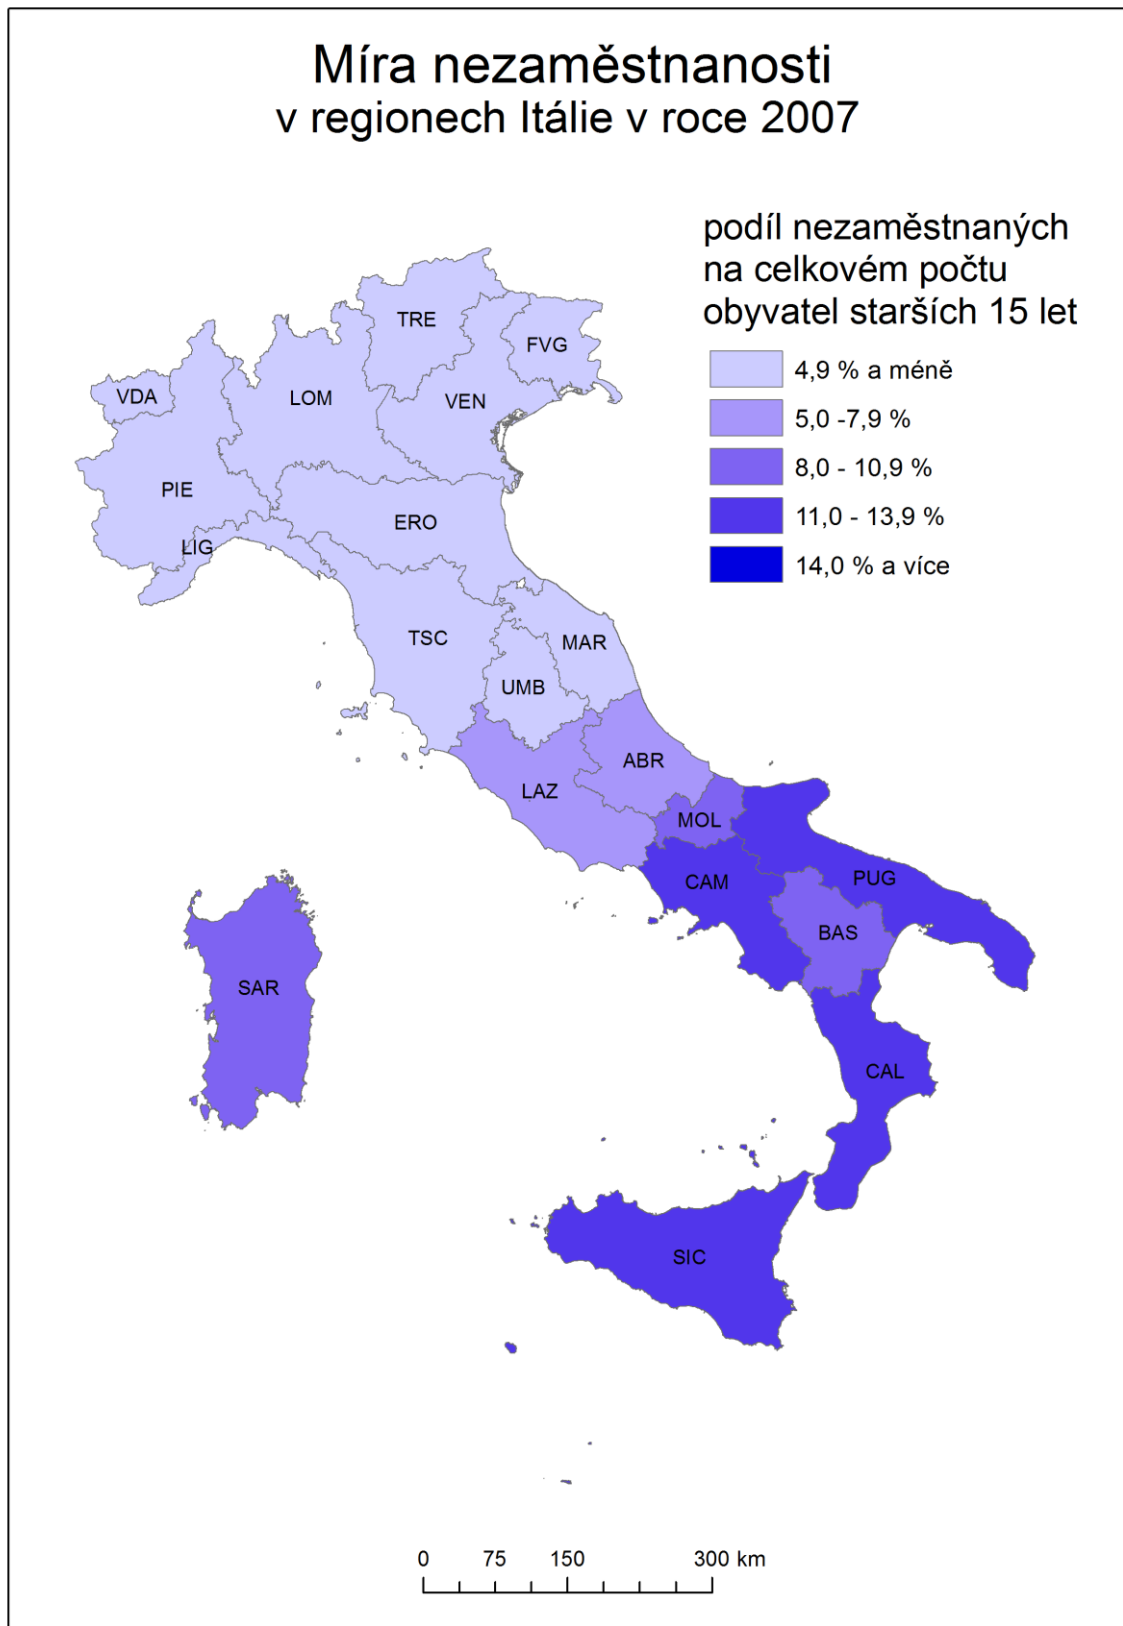 Míra nezaměstnanosti
v regionech Itálie v roce 2007
podíl nezaměstnaných
na celkovém počtu
obyvatel starších 15 let
4,9 % a méně
5,0 -7,9 %
8,0 - 10,9 %
11,0 - 13,9 %
14,0 % a více
TRE
FVG
VDA
LOM
VEN
PIE
ERO
LIG
TSC
MAR
UMB
ABR
LAZ
MOL
CAM
PUG
BAS
SAR
CAL
SIC
0 75 150 300 km